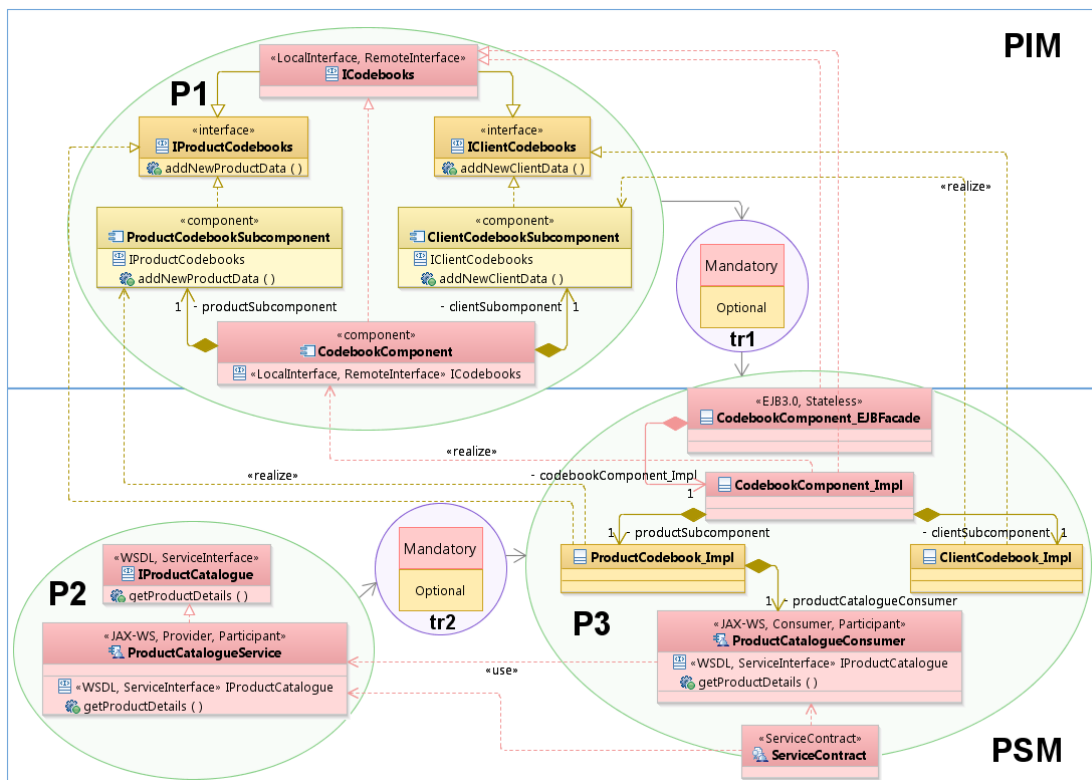 PIM
«LocalInterface, RemoteInterface»
ICodebooks
P1
«interface»
IProductCodebooks
addNewProductData ( )
«interface»
IClientCodebooks
addNewClientData ( )
«realize»
«component»
ProductCodebookSubcomponent
IProductCodebooks
addNewProductData ( )
«component»
ClientCodebookSubcomponent
IClientCodebooks
addNewClientData ( )
1
- productSubcomponent
- clientSubomponent
1
Mandatory
Optional
tr1
«component»
CodebookComponent
«LocalInterface, RemoteInterface» ICodebooks
«EJB3.0, Stateless»
CodebookComponent_EJBFacade
«realize»
«realize»
- codebookComponent_Impl
1
CodebookComponent_Impl
1
- productSubcomponent
- clientSubcomponent
1
ProductCodebook_Impl
ClientCodebook_Impl
«WSDL, ServiceInterface»
IProductCatalogue
getProductDetails ( )
P2
Mandatory
Optional
tr2
P3
1
- productCatalogueConsumer
«JAX-WS, Provider, Participant»
ProductCatalogueService
«WSDL, ServiceInterface» IProductCatalogue
getProductDetails ( )
«use»
«JAX-WS, Consumer, Participant»
ProductCatalogueConsumer
«WSDL, ServiceInterface» IProductCatalogue
getProductDetails ( )
«ServiceContract»
ServiceContract
PSM